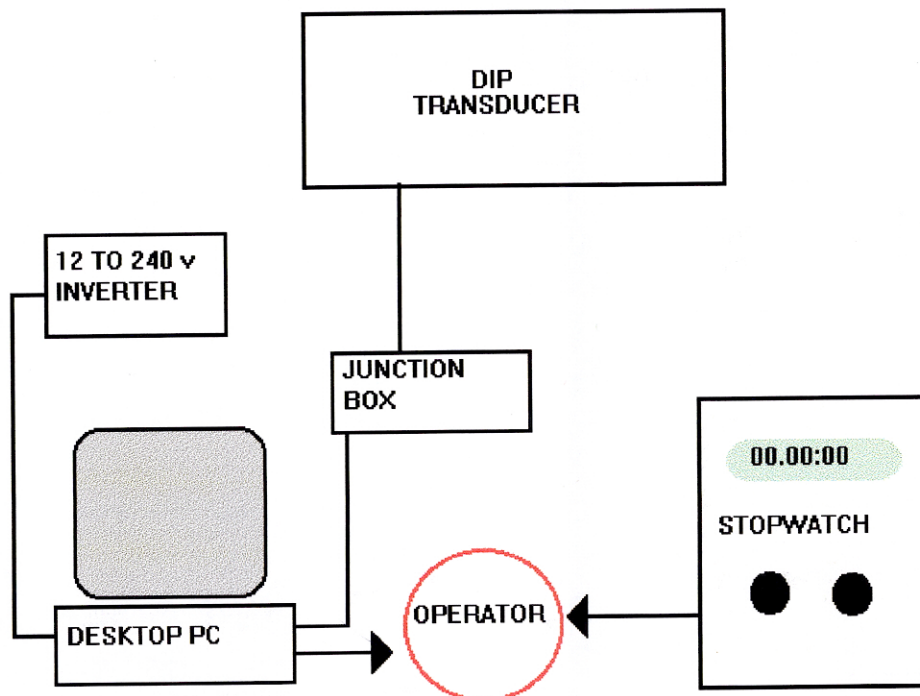 DIP
TRANSDUCER
12 TO 240 v
INVERTER
JUNCTION
BOX
00.00:00
STOPWATCH
OPERATOR
DESKTOP PC